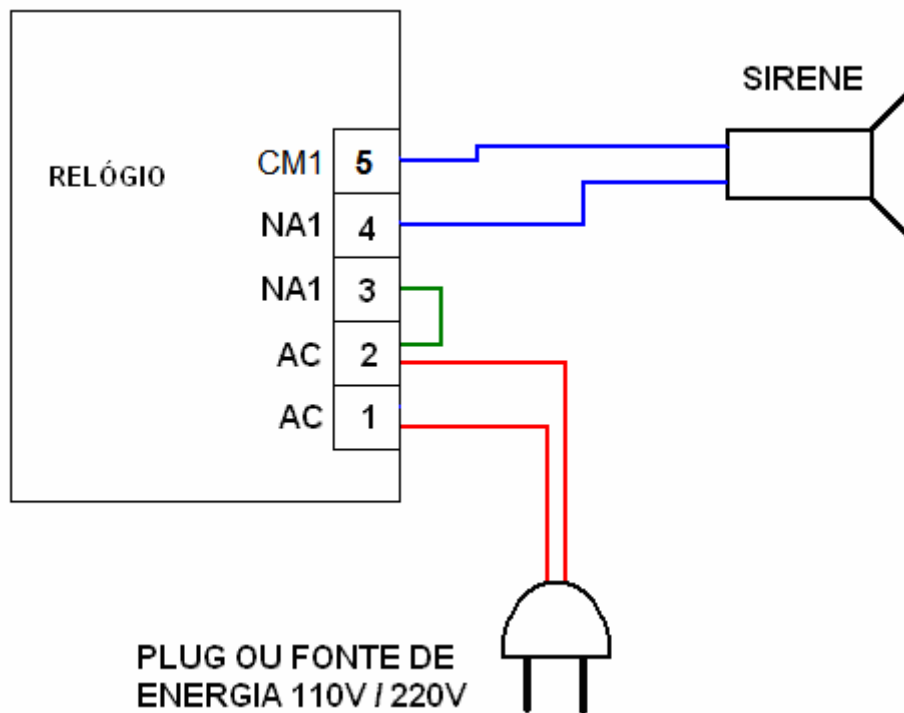 SIRENE
RELÓGIO
CM1 5
NA1 4
NA1 3
AC 2
AC 1
PLUG OU FONTE DE
ENERGIA 110V / 220V